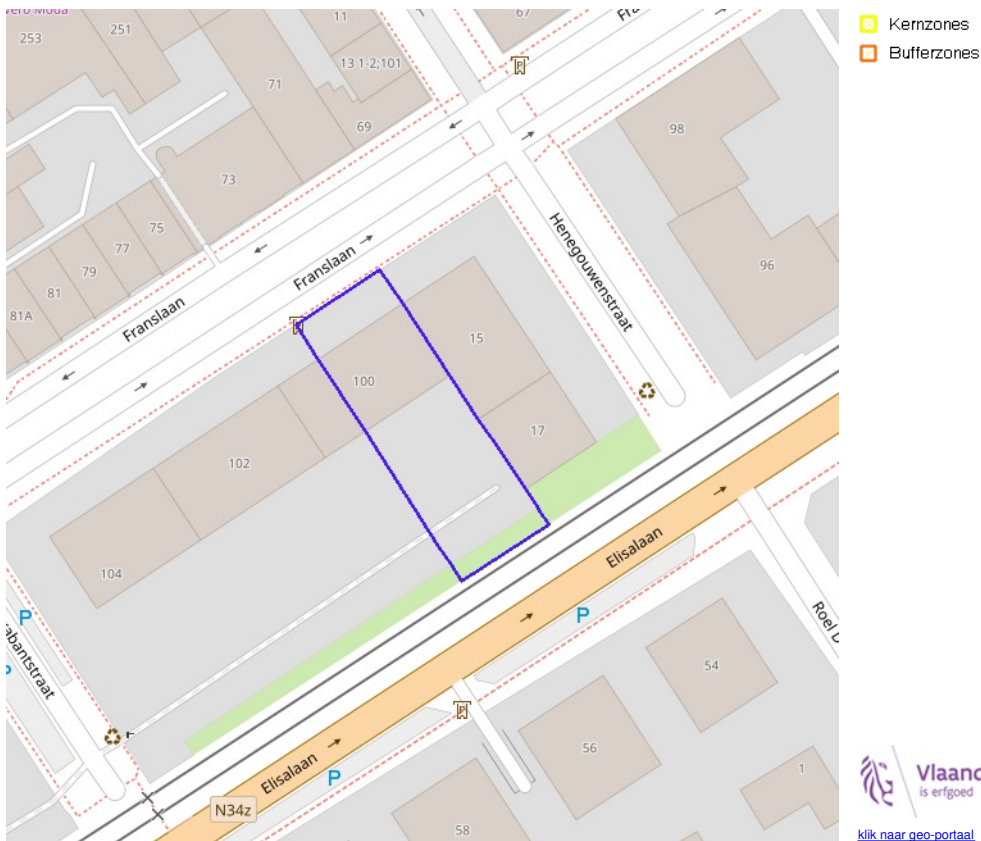 Vero Moda
253
251
11
13 1-2;101
67
71
69
73
75
77
79
81
81A
98
96
Franslaan
Franslaan
Henegouwenstraat
100
15
17
102
104
Elisalaan
Elisalaan
N34z
P
P
P
P
54
56
58
1
Kernzones
Bufferzones
is erfgoed
klik naar geo-portaal